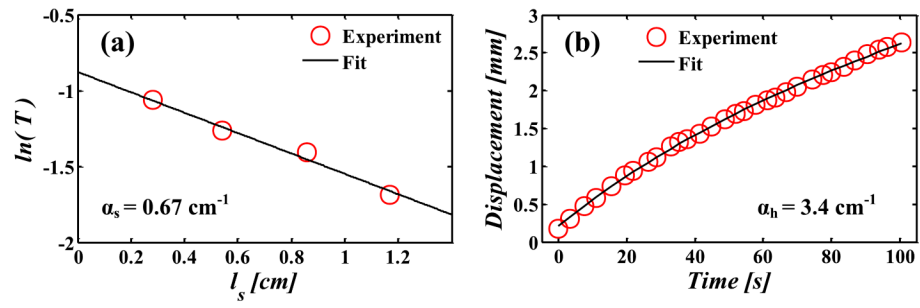 (a)
Experiment
Fit
αs = 0.67 cm-1
ln( T )
-0.5
-1
-1.5
-2
0 0.2 0.4 0.6 0.8 1 1.2
l_s [cm]
(b)
Experiment
Fit
αh = 3.4 cm-1
Displacement [mm]
3
2.5
2
1.5
1
0.5
0
0 20 40 60 80 100
Time [s]